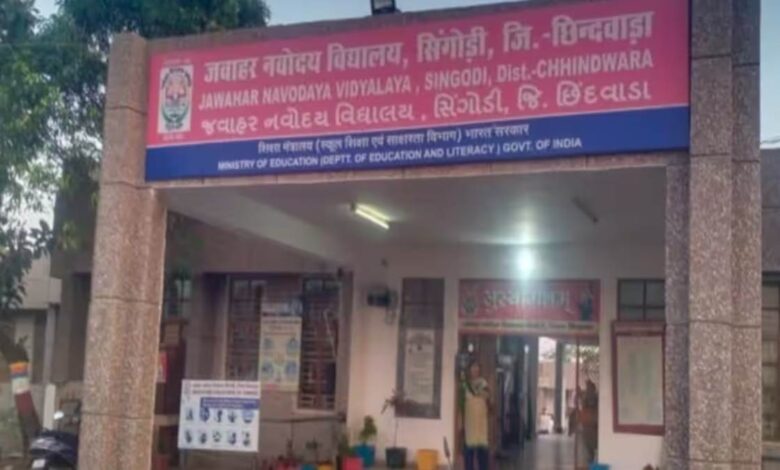 जवाहर नवोदय विद्यालय, सिंगोड़ी, जि.-छिन्दवाड़ा
JAWAHAR NAVODAYA VIDYALAYA , SINGODI, Dist.-CHHINDWARA
જવાહર નવોદય વિદ્યાલય , સિંગોડી, જિ. છિંદવાડા
शिक्षा मंत्रालय (स्कूल शिक्षा एवं साक्षरता विभाग) भारत सरकार
MINISTRY OF EDUCATION (DEPTT. OF EDUCATION AND LITERACY ) GOVT. OF INDIA
सुस्वागतम्